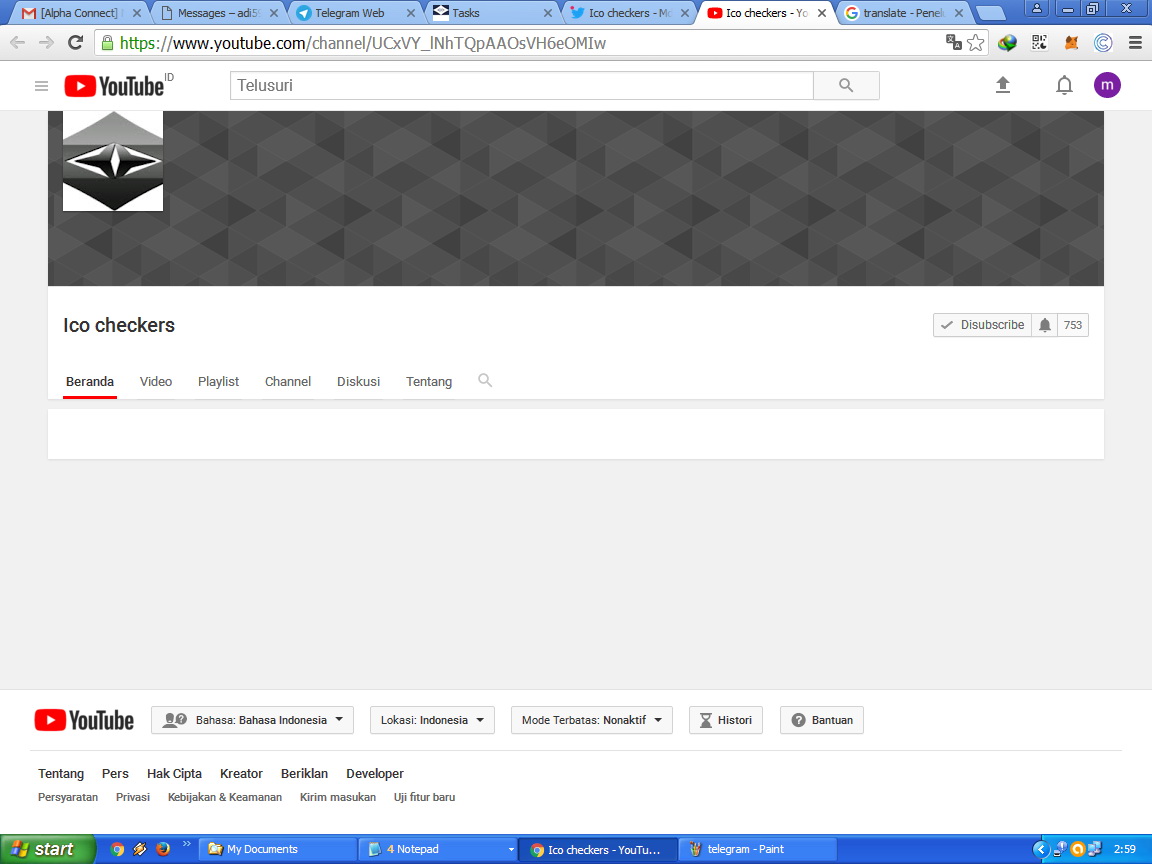 [Alpha Connect]
Messages – adi59
Telegram Web
Tasks
Ico checkers - Mo
Ico checkers - Yo
translate - Penel
https://www.youtube.com/channel/UCxVY_lNhTQpAAOsVH6eOMIw
YouTube ID
Telusuri
m
Ico checkers
Disubscribe 753
Beranda Video Playlist Channel Diskusi Tentang
YouTube Bahasa: Bahasa Indonesia Lokasi: Indonesia Mode Terbatas: Nonaktif Histori Bantuan
Tentang Pers Hak Cipta Kreator Beriklan Developer
Persyaratan Privasi Kebijakan & Keamanan Kirim masukan Uji fitur baru
start My Documents 4 Notepad Ico checkers - YouTu... telegram - Paint 2:59